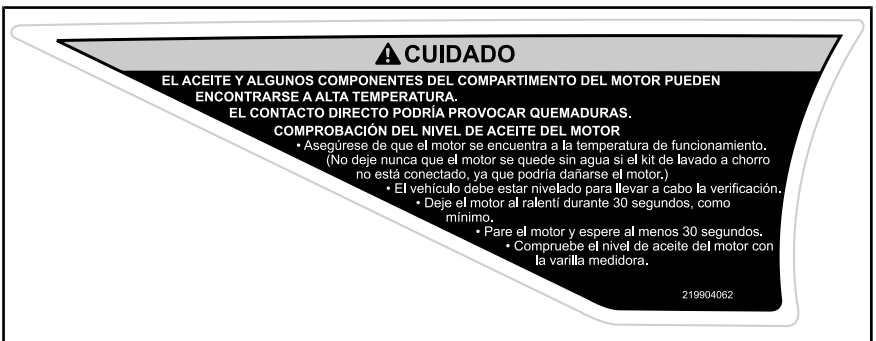 CUIDADO
EL ACEITE Y ALGUNOS COMPONENTES DEL COMPARTIMENTO DEL MOTOR PUEDEN
ENCONTRARSE A ALTA TEMPERATURA.
EL CONTACTO DIRECTO PODRÍA PROVOCAR QUEMADURAS.
COMPROBACIÓN DEL NIVEL DE ACEITE DEL MOTOR
• Asegúrese de que el motor se encuentra a la temperatura de funcionamiento.
(No deje nunca que el motor se quede sin agua si el kit de lavado a chorro
no está conectado, ya que podría dañarse el motor.)
• El vehículo debe estar nivelado para llevar a cabo la verificación.
• Deje el motor al ralentí durante 30 segundos, como
mínimo.
• Pare el motor y espere al menos 30 segundos.
• Compruebe el nivel de aceite del motor con
la varilla medidora.
219904062